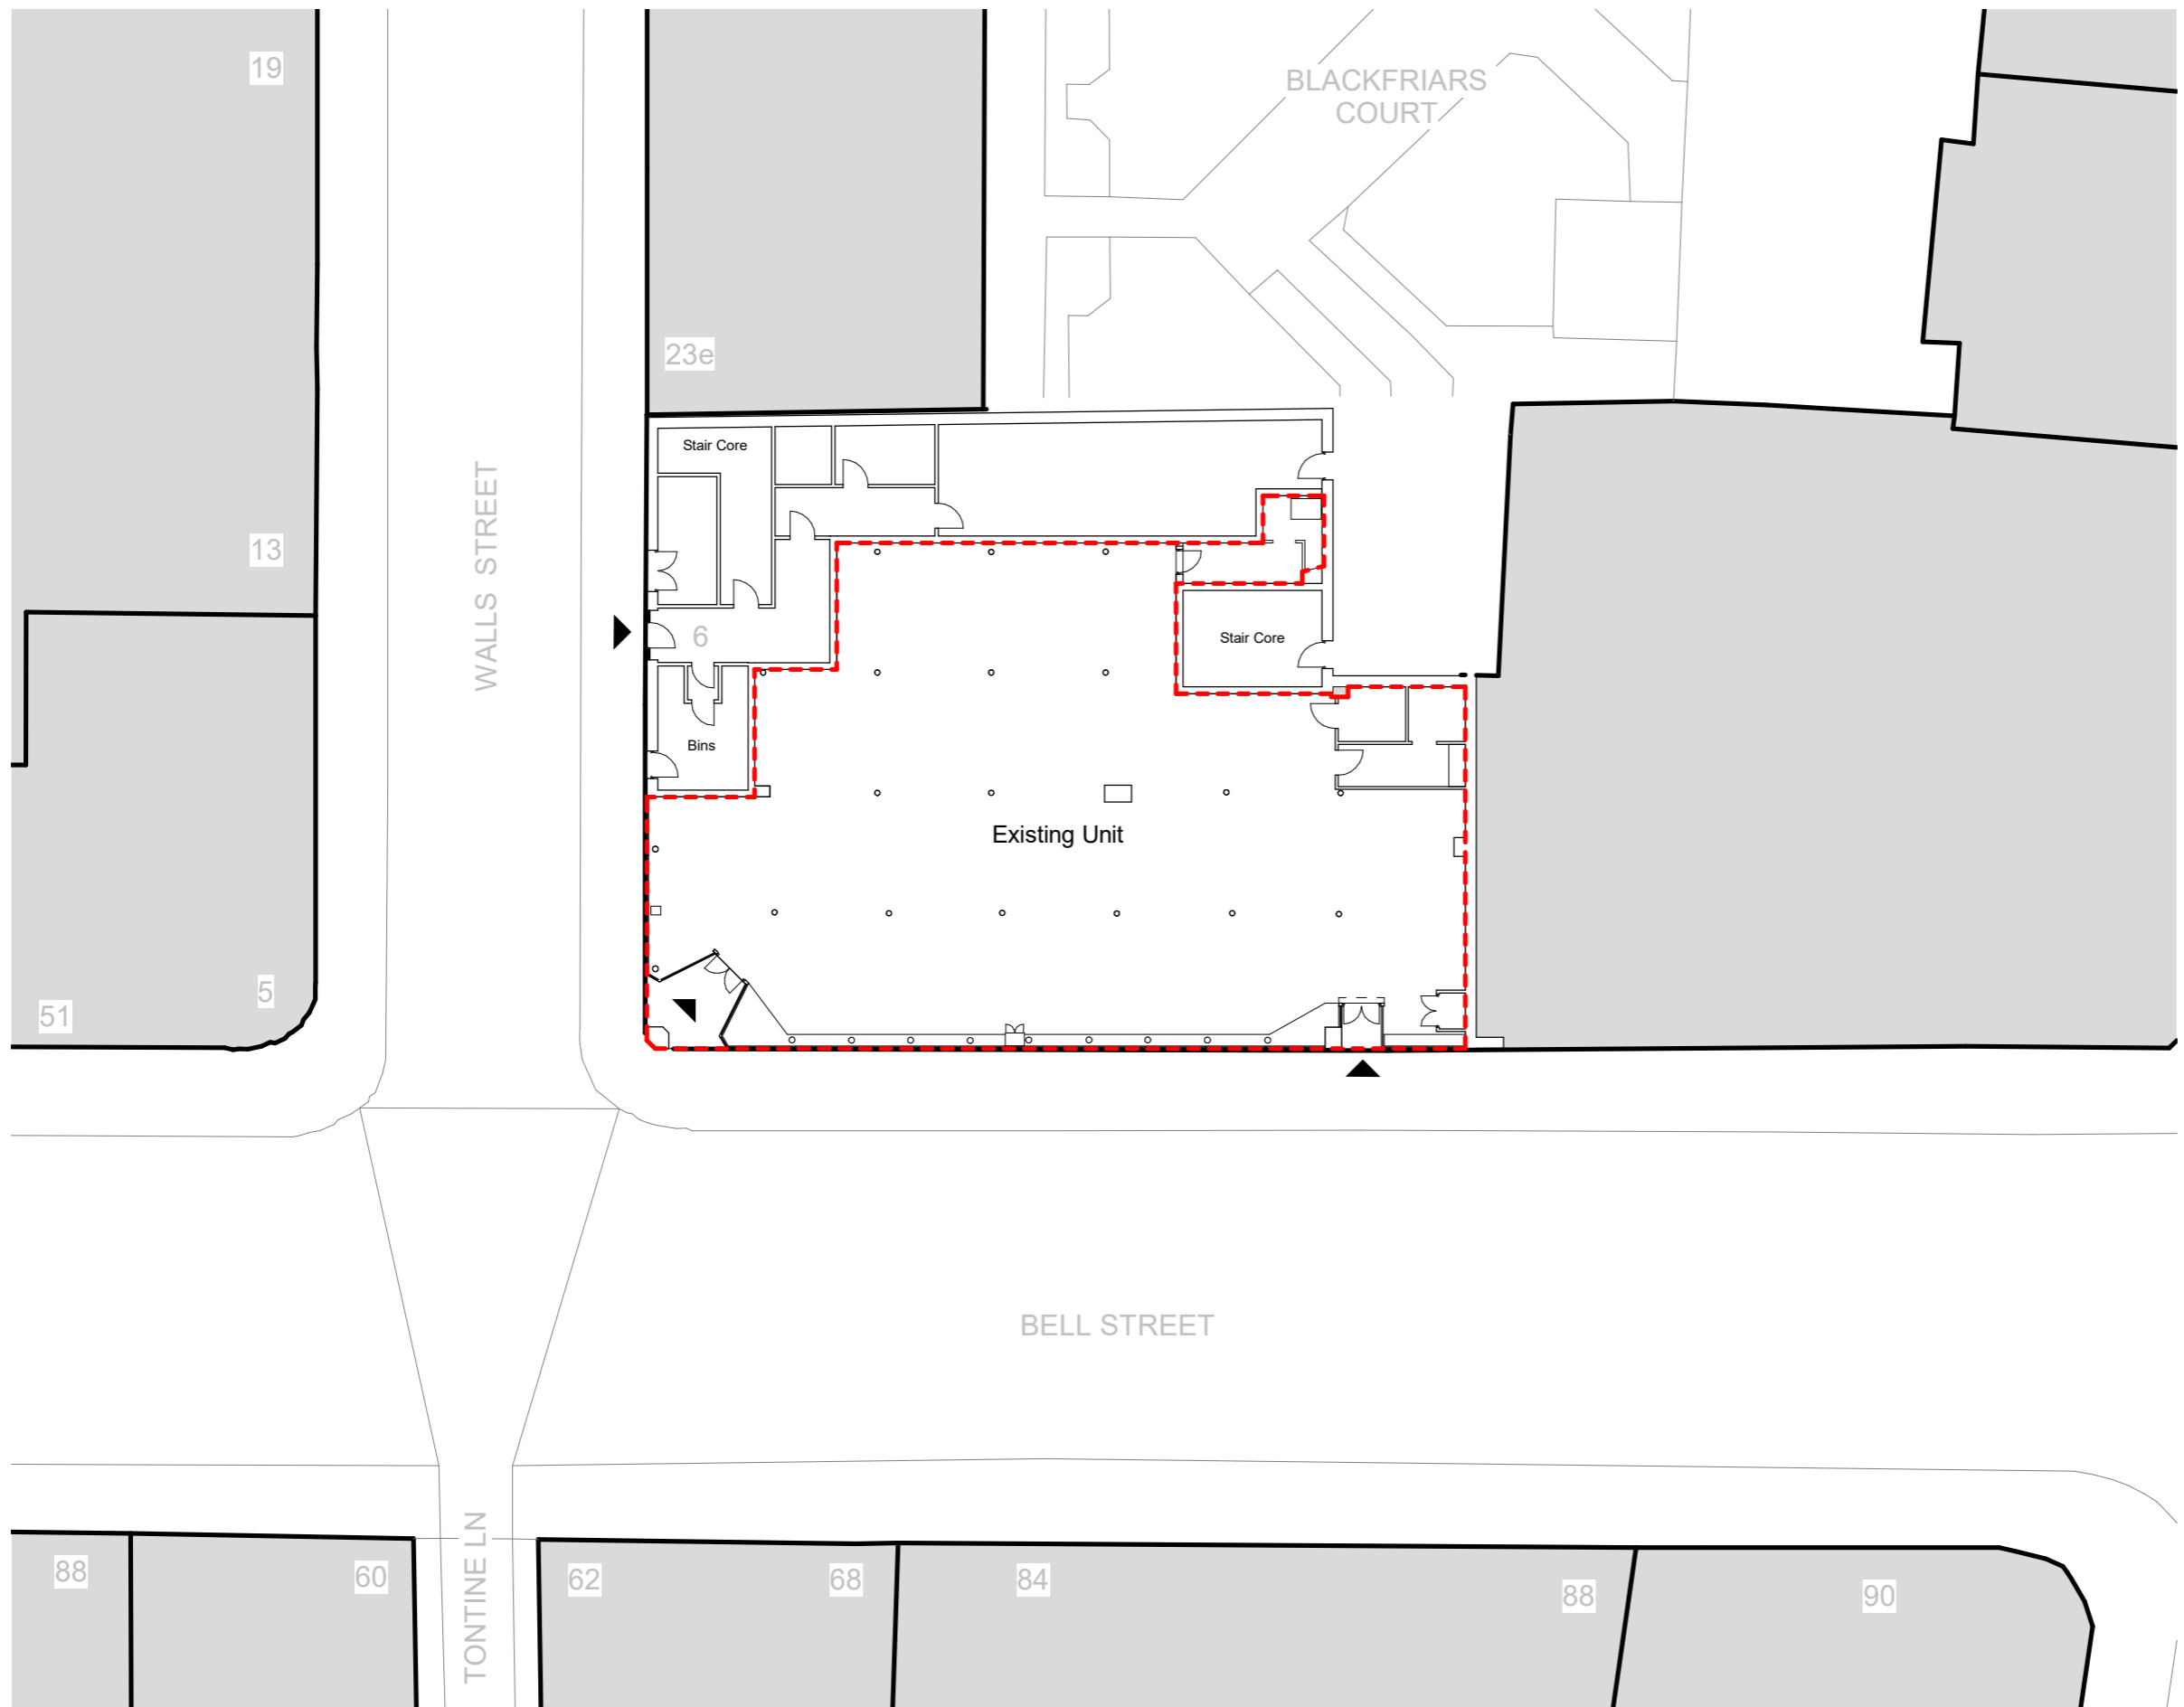 19
BLACKFRIARS
COURT
23e
Stair Core
WALLS STREET
13
6
Stair Core
Bins
Existing Unit
5
51
BELL STREET
TONTINE LN
88
60
62
68
84
88
90